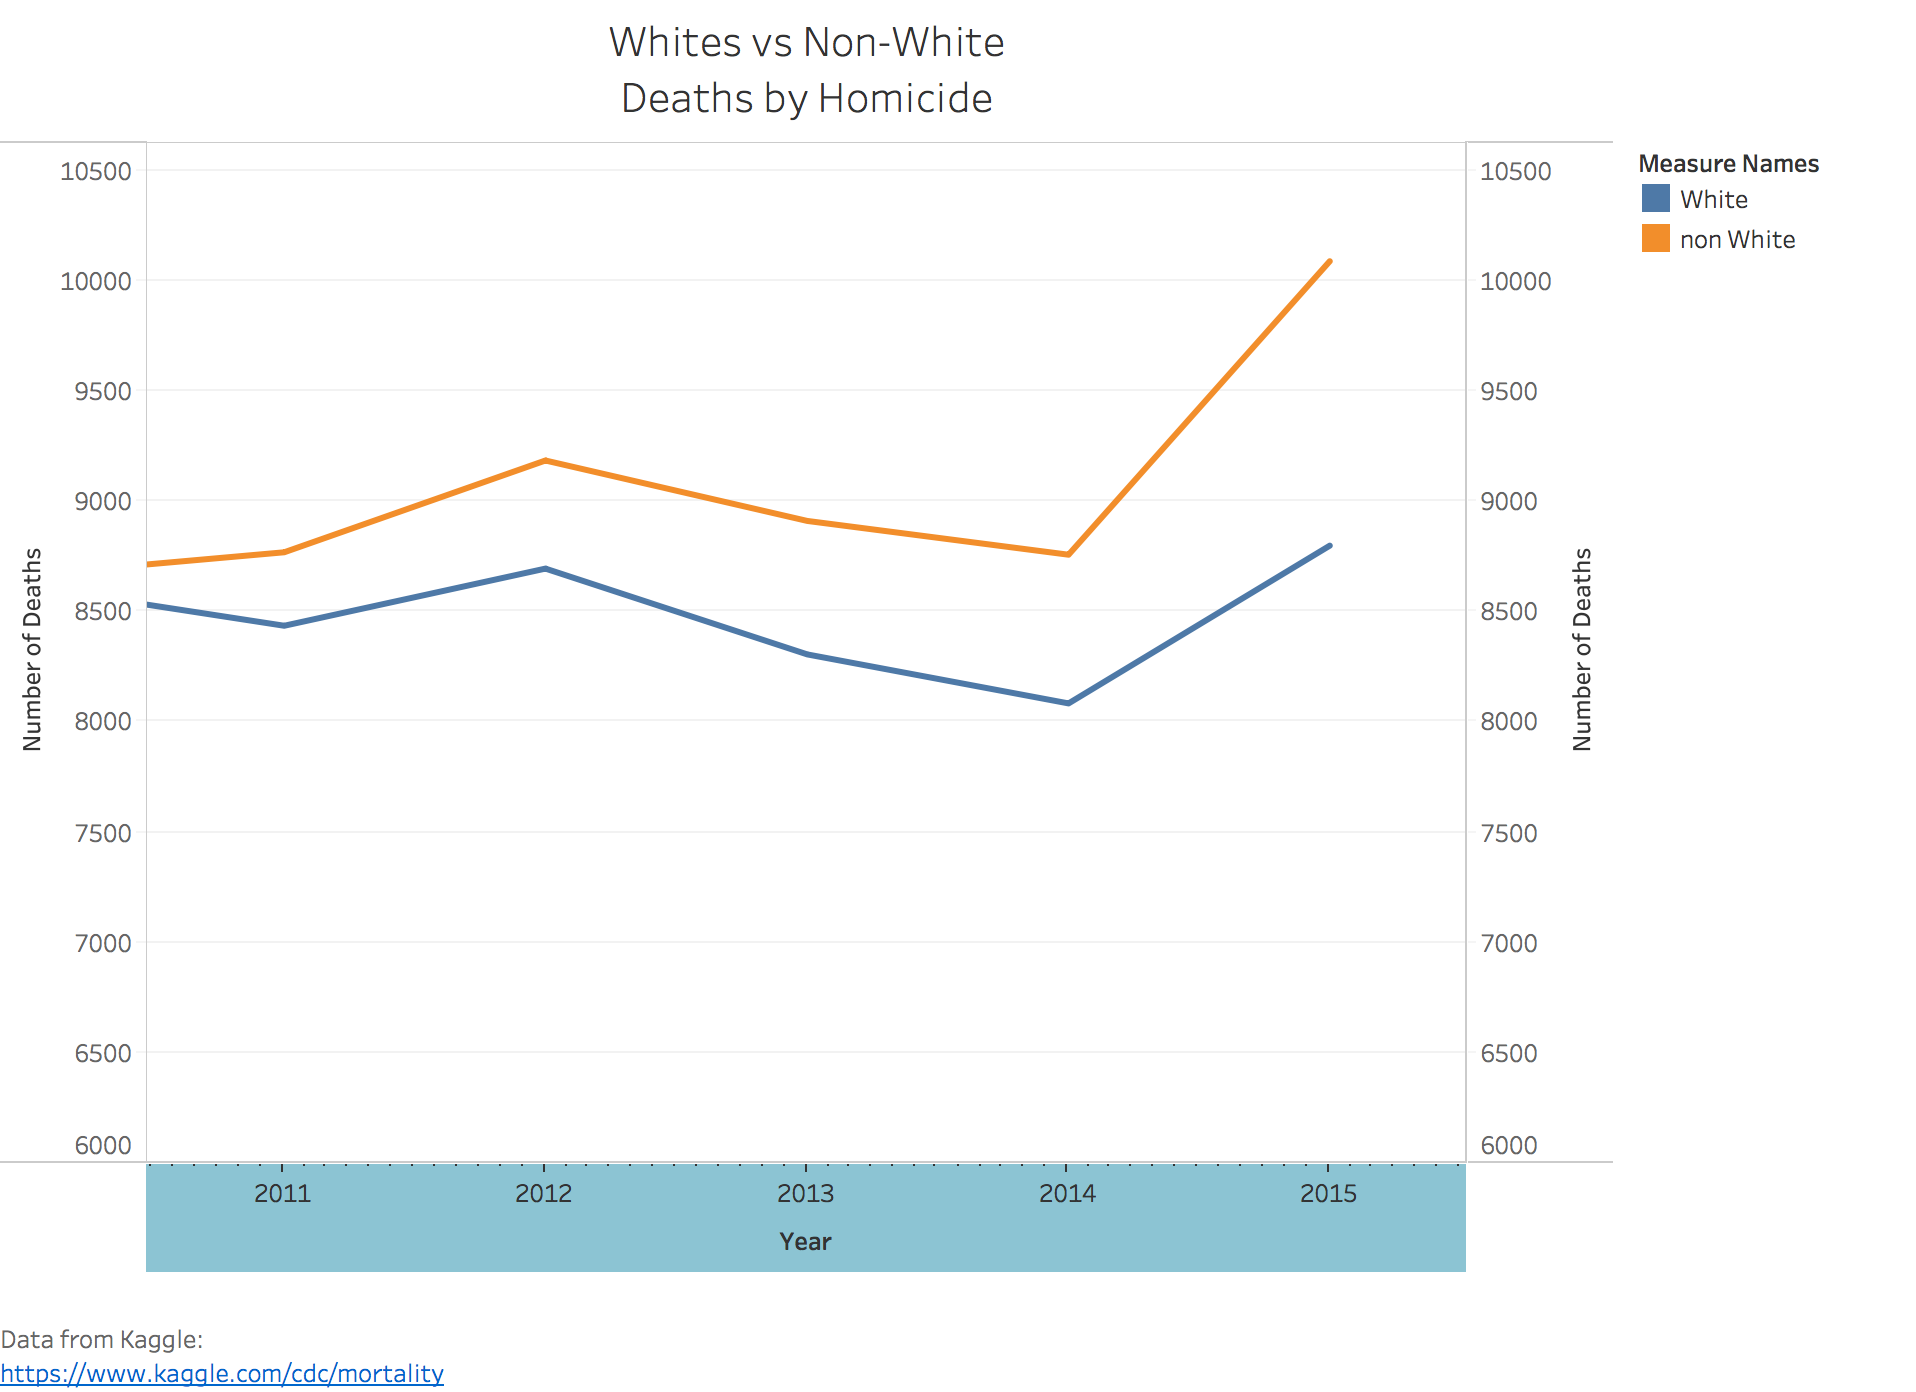 Whites vs Non-White
Deaths by Homicide
Measure Names
White
non White
Number of Deaths
10500
10000
9500
9000
8500
8000
7500
7000
6500
6000
10500
10000
9500
9000
8500
8000
7500
7000
6500
6000
Number of Deaths
2011 2012 2013 2014 2015
Year
Data from Kaggle:
https://www.kaggle.com/cdc/mortality